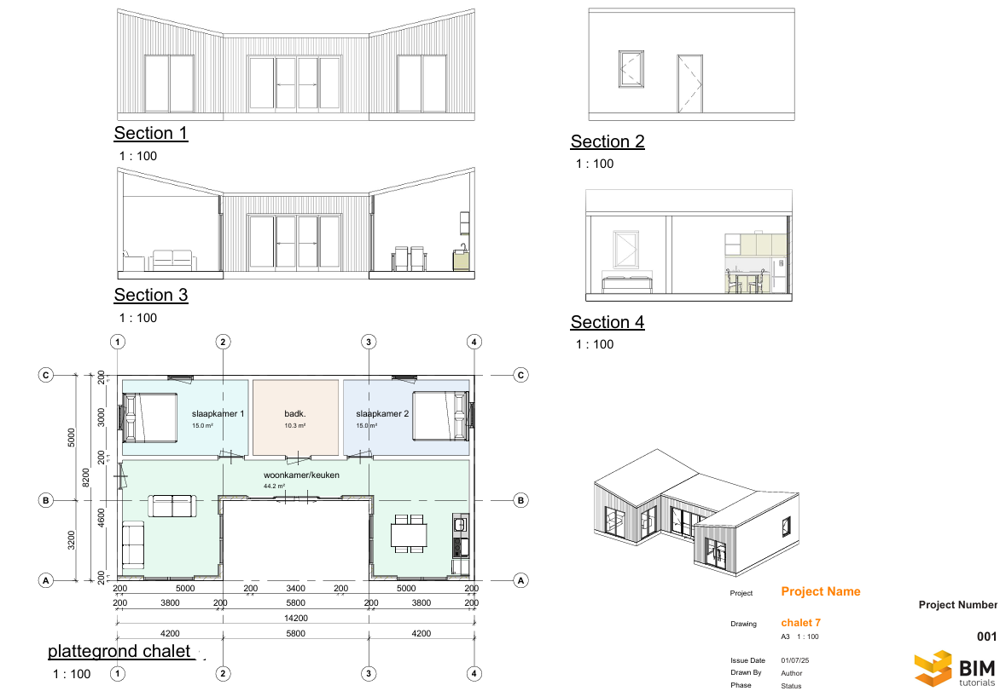 Section 1
1 : 100
Section 2
1 : 100
Section 3
1 : 100
Section 4
1 : 100
1 2 3 4
C C
200
slaapkamer 1
15.0 m²
badk.
10.3 m²
slaapkamer 2
15.0 m²
3000
5000
200
8200
woonkamer/keuken
44.2 m²
B B
4600
3200
200
A A
200 5000 200 3400 200 5000 200
200 3800 200 5800 200 3800 200
14200
4200 5800 4200
plattegrond chalet
1 : 100
1 2 3 4
Project Project Name
Project Number
Drawing chalet 7
A3 1 : 100
001
Issue Date 01/07/25
Drawn By Author
Phase Status
BIM
tutorials